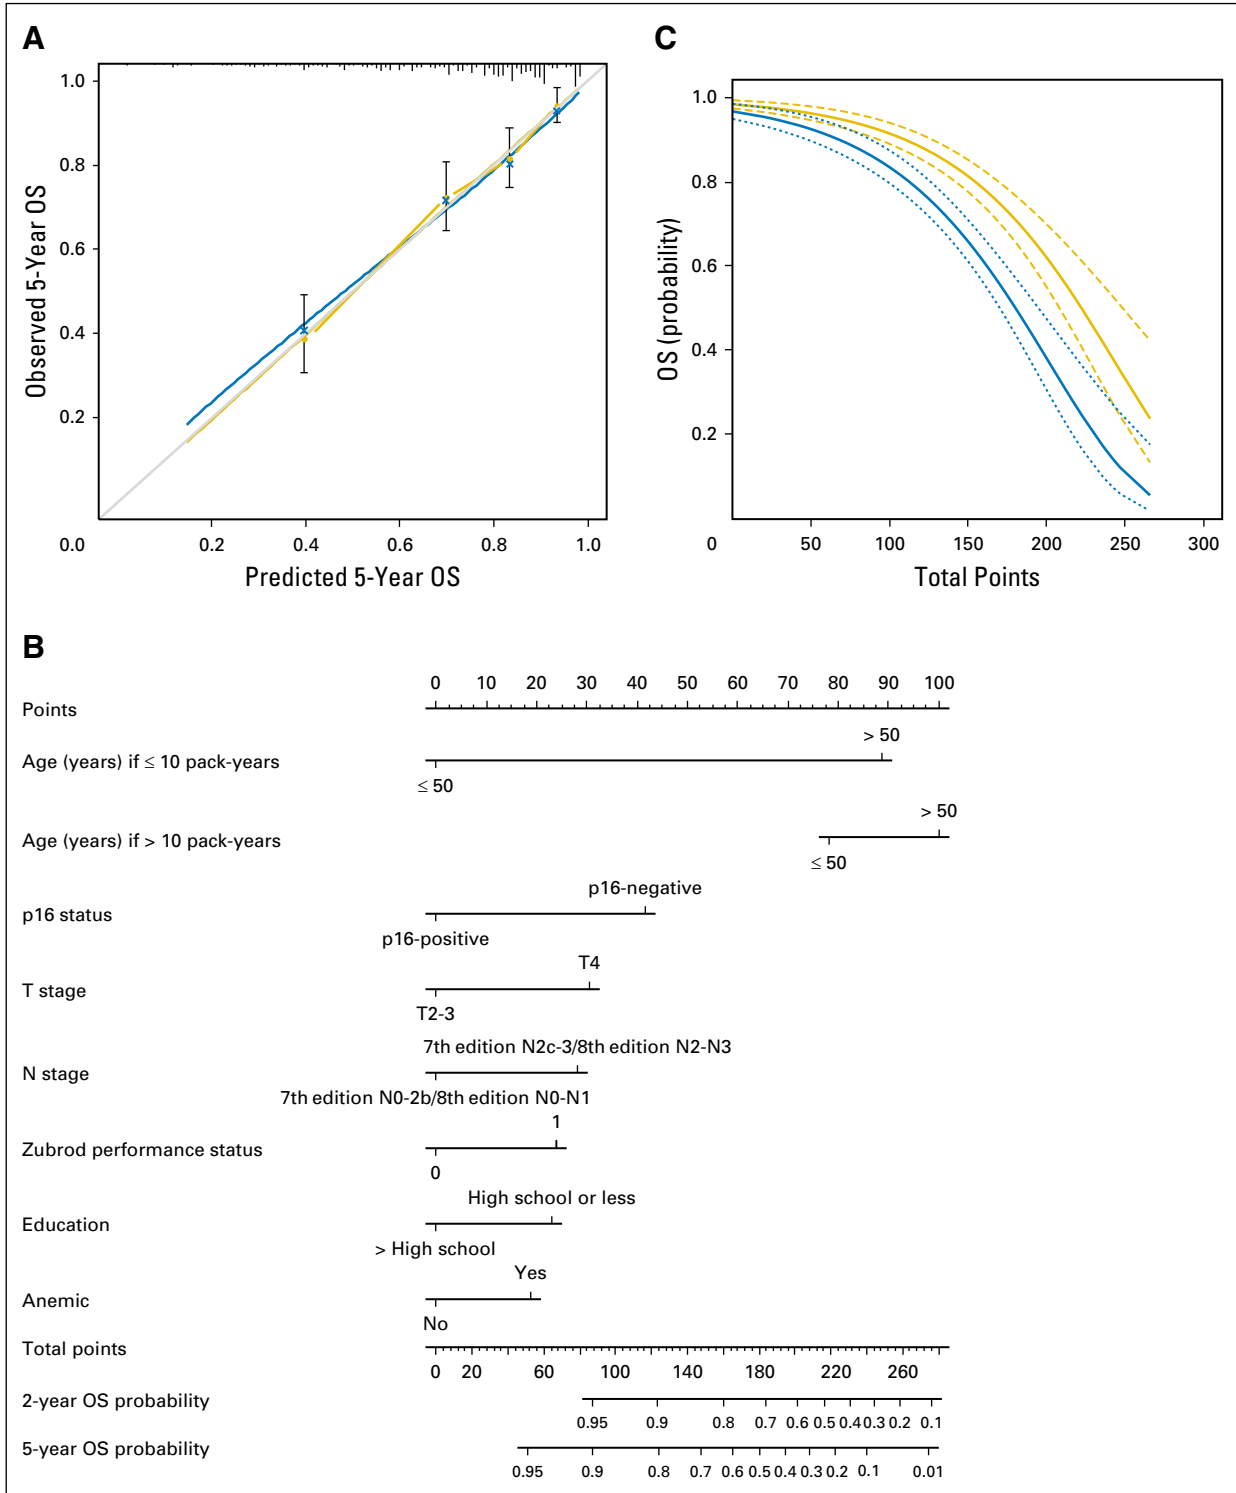 A
1.0
0.8
0.6
0.4
0.2
0.0
0.2
0.4
0.6
0.8
1.0
Observed 5-Year OS
Predicted 5-Year OS
C
1.0
0.8
0.6
0.4
0.2
0
50
100
150
200
250
300
OS (probability)
Total Points
B
0 10 20 30 40 50 60 70 80 90 100
Points
> 50
Age (years) if ≤ 10 pack-years
≤ 50
> 50
Age (years) if > 10 pack-years
≤ 50
p16-negative
p16 status
p16-positive
T4
T stage
T2-3
7th edition N2c-3/8th edition N2-N3
N stage
7th edition N0-2b/8th edition N0-N1
1
Zubrod performance status
0
High school or less
Education
> High school
Yes
Anemic
No
Total points
0 20 60 100 140 180 220 260
2-year OS probability
0.95 0.9 0.8 0.7 0.6 0.5 0.4 0.3 0.2 0.1
5-year OS probability
0.95 0.9 0.8 0.7 0.6 0.5 0.4 0.3 0.2 0.1 0.01